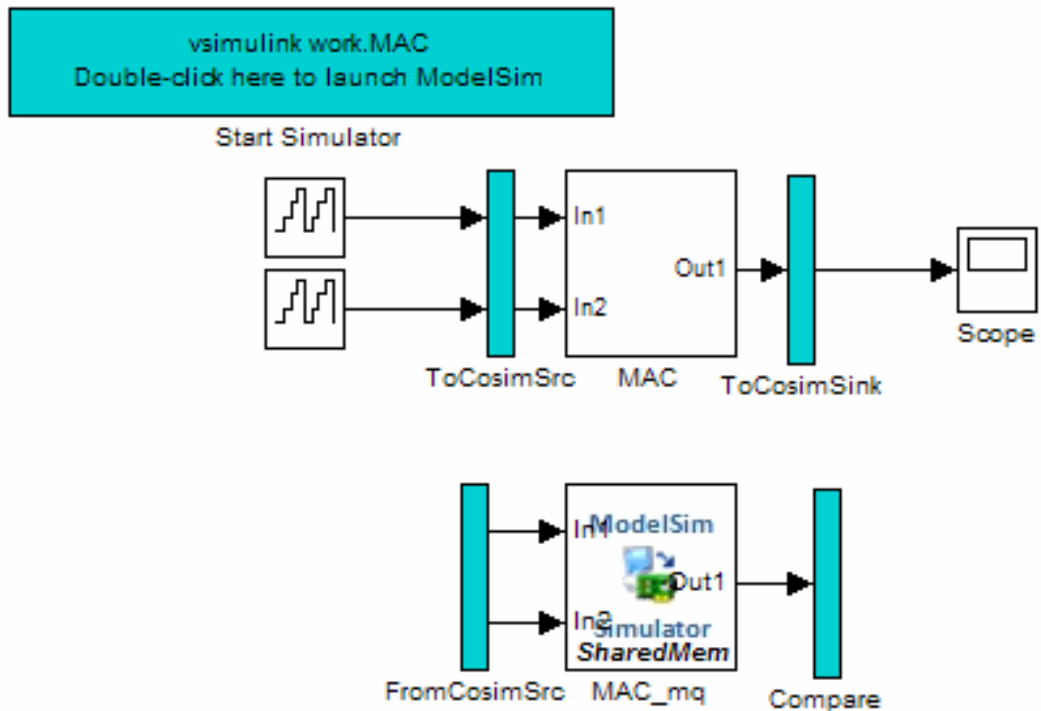 vsimulink work.MAC
Double-click here to launch ModelSim
Start Simulator
In1
Out1
In2
Scope
ToCosimSrc
MAC
ToCosimSink
In1
ModelSim
Out1
In2
Simulator
SharedMem
FromCosimSrc
MAC_mq
Compare